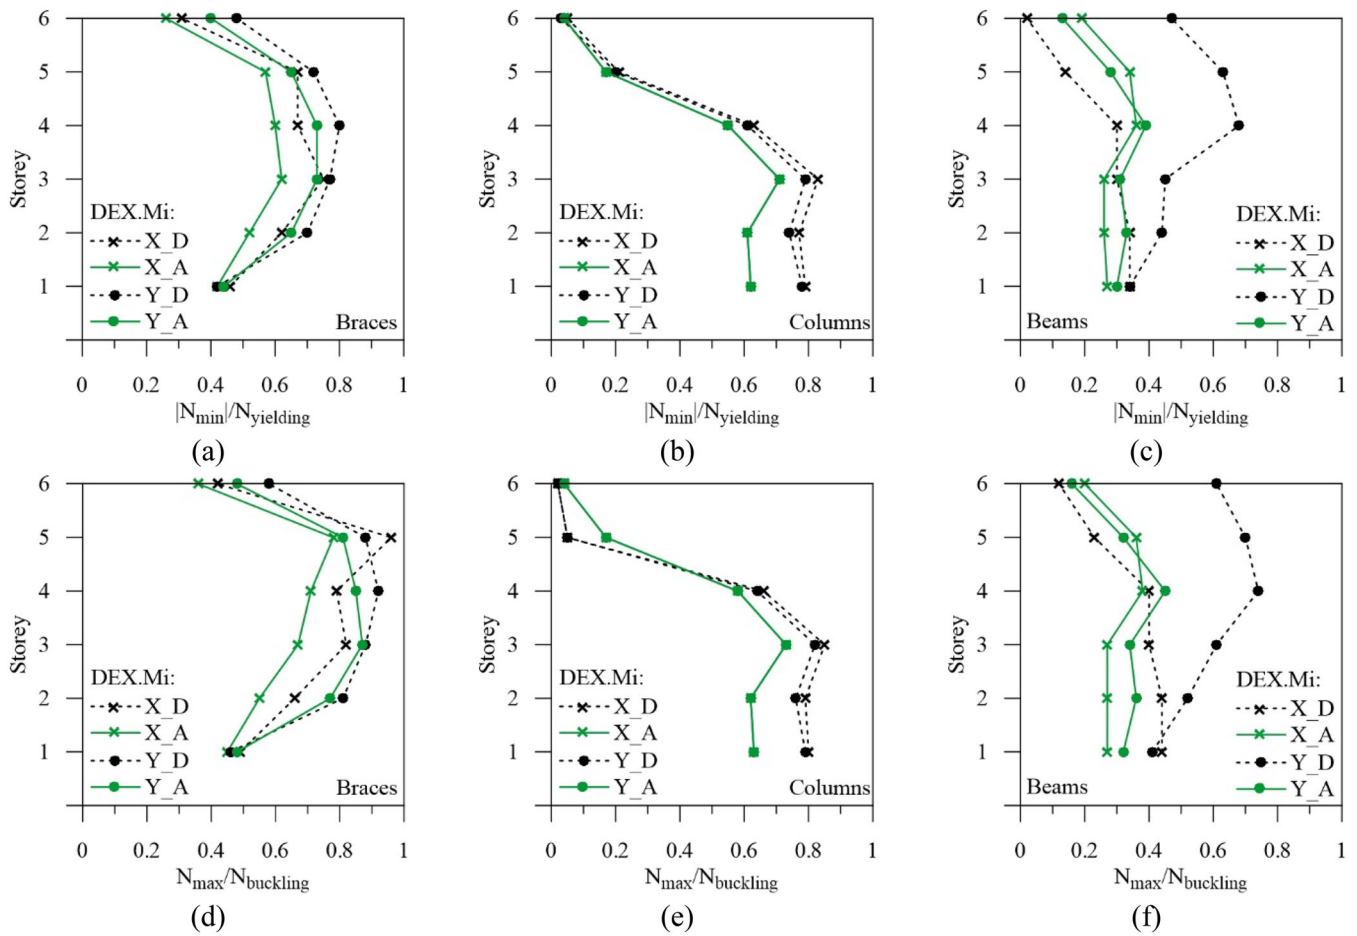 6
5
4
3
2
1
Storey
DEX.Mi:
X_D
X_A
Y_D
Y_A
Braces
0 0.2 0.4 0.6 0.8 1
|Nmin|/Nyielding
(a)
6
5
4
3
2
1
Storey
DEX.Mi:
X_D
X_A
Y_D
Y_A
Columns
0 0.2 0.4 0.6 0.8 1
|Nmin|/Nyielding
(b)
6
5
4
3
2
1
Storey
DEX.Mi:
X_D
X_A
Y_D
Y_A
Beams
0 0.2 0.4 0.6 0.8 1
|Nmin|/Nyielding
(c)
6
5
4
3
2
1
Storey
DEX.Mi:
X_D
X_A
Y_D
Y_A
Braces
0 0.2 0.4 0.6 0.8 1
Nmax/Nbuckling
(d)
6
5
4
3
2
1
Storey
DEX.Mi:
X_D
X_A
Y_D
Y_A
Columns
0 0.2 0.4 0.6 0.8 1
Nmax/Nbuckling
(e)
6
5
4
3
2
1
Storey
DEX.Mi:
X_D
X_A
Y_D
Y_A
Beams
0 0.2 0.4 0.6 0.8 1
Nmax/Nbuckling
(f)